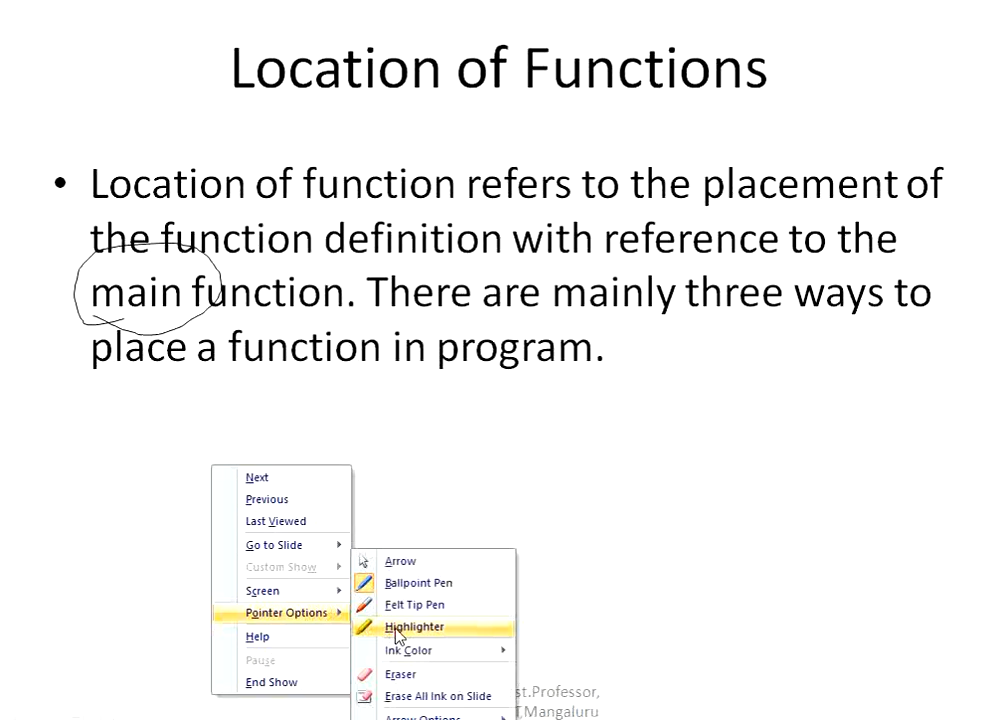 Location of Functions
• Location of function refers to the placement of
the function definition with reference to the
main function. There are mainly three ways to
place a function in program.
Next
Previous
Last Viewed
Go to Slide
Custom Show
Screen
Pointer Options
Help
Pause
End Show
Arrow
Ballpoint Pen
Felt Tip Pen
Highlighter
Ink Color
Eraser
Erase All Ink on Slide
Arrow Options
st.Professor,
T,Mangaluru